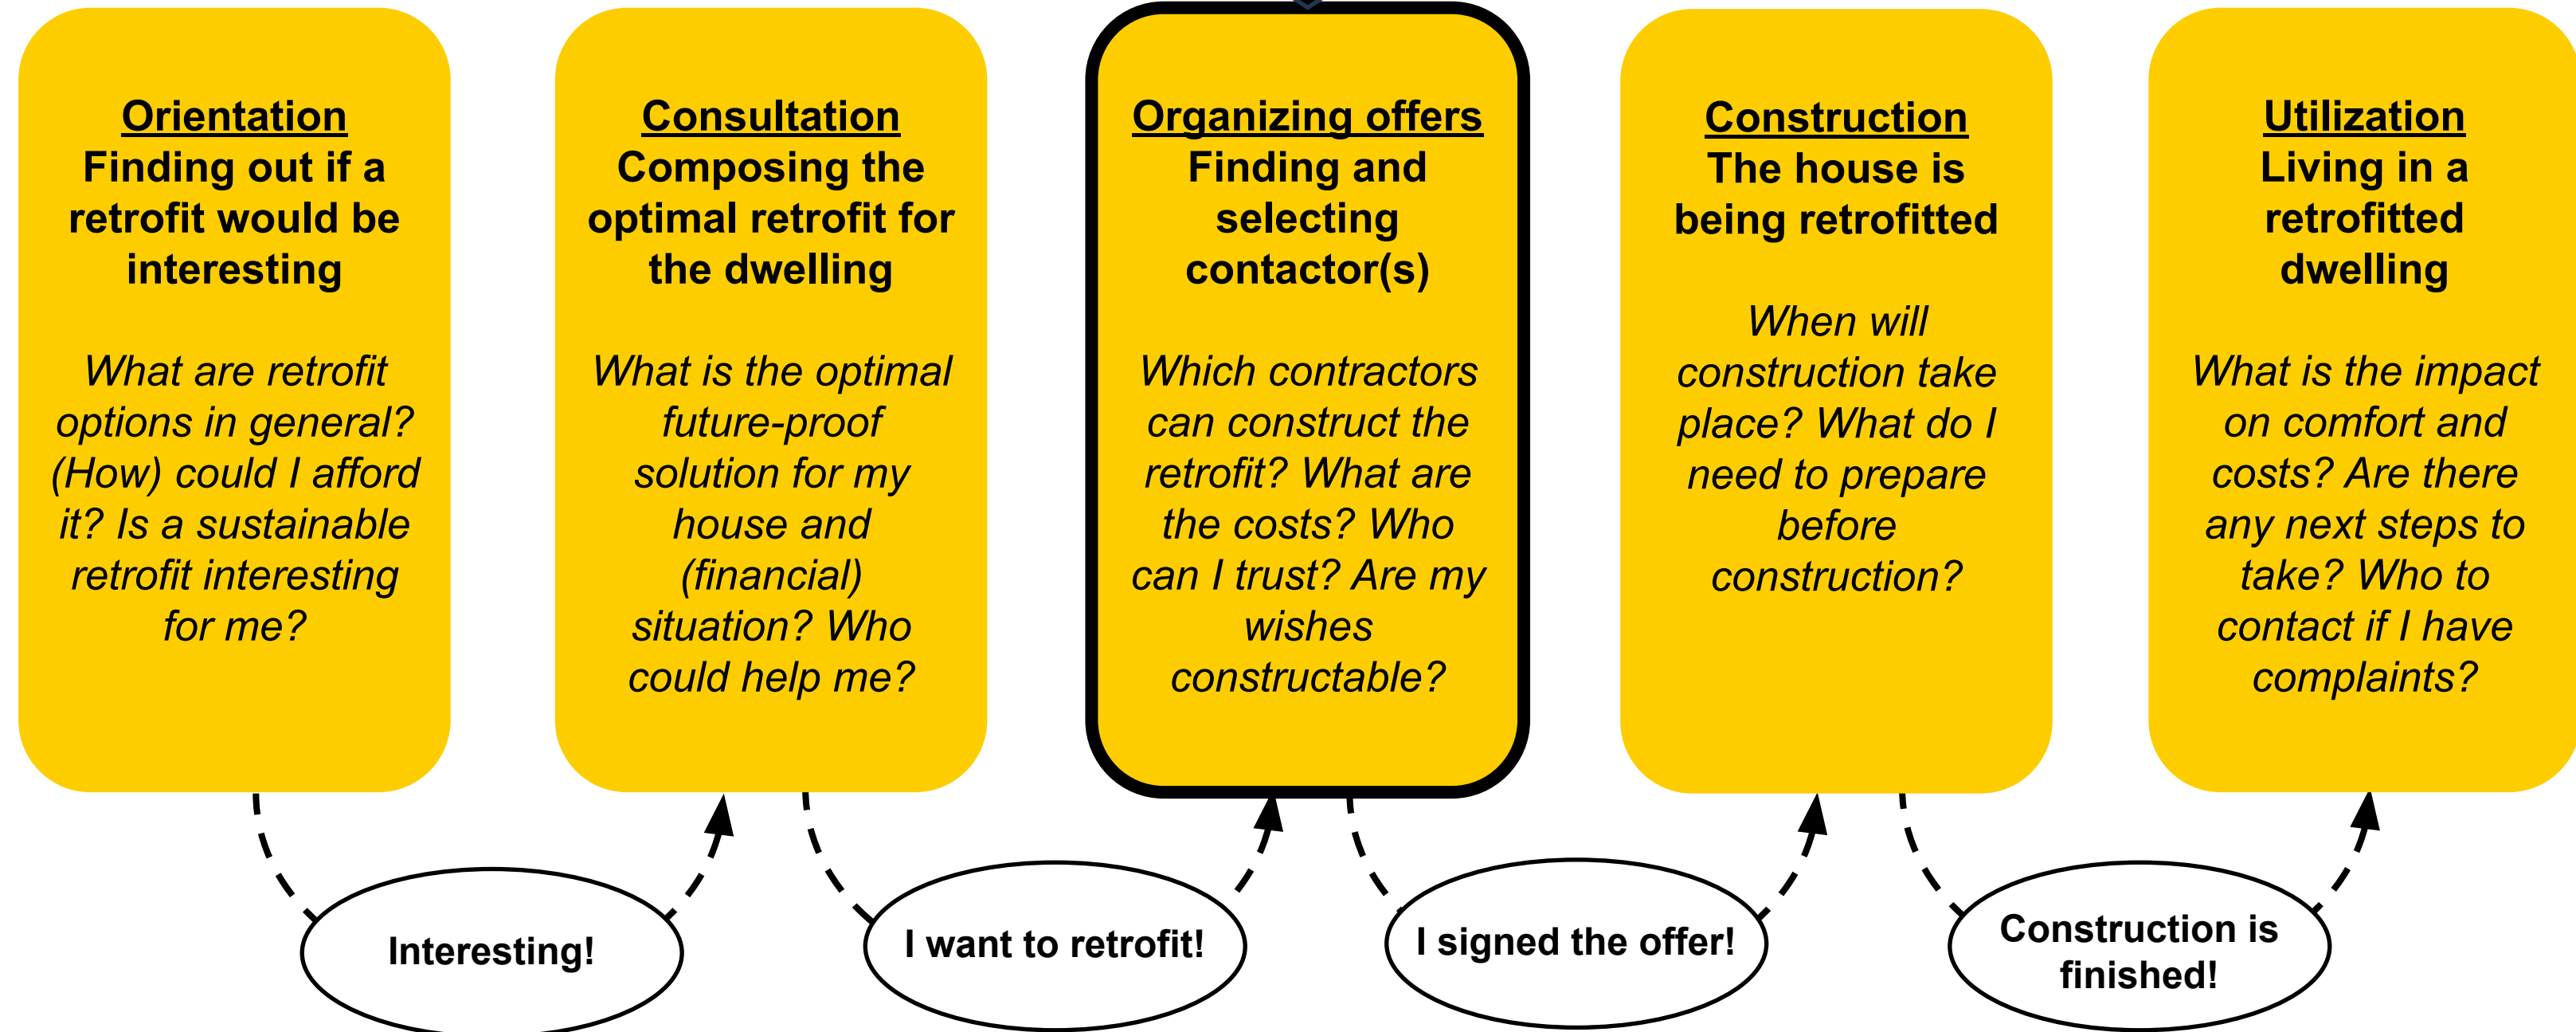 Orientation
Finding out if a
retrofit would be
interesting
What are retrofit
options in general?
(How) could I afford
it? Is a sustainable
retrofit interesting
for me?
Consultation
Composing the
optimal retrofit for
the dwelling
What is the optimal
future-proof
solution for my
house and
(financial)
situation? Who
could help me?
Organizing offers
Finding and
selecting
contactor(s)
Which contractors
can construct the
retrofit? What are
the costs? Who
can I trust? Are my
wishes
constructable?
Construction
The house is
being retrofitted
When will
construction take
place? What do I
need to prepare
before
construction?
Utilization
Living in a
retrofitted
dwelling
What is the impact
on comfort and
costs? Are there
any next steps to
take? Who to
contact if I have
complaints?
Interesting!
I want to retrofit!
I signed the offer!
Construction is
finished!